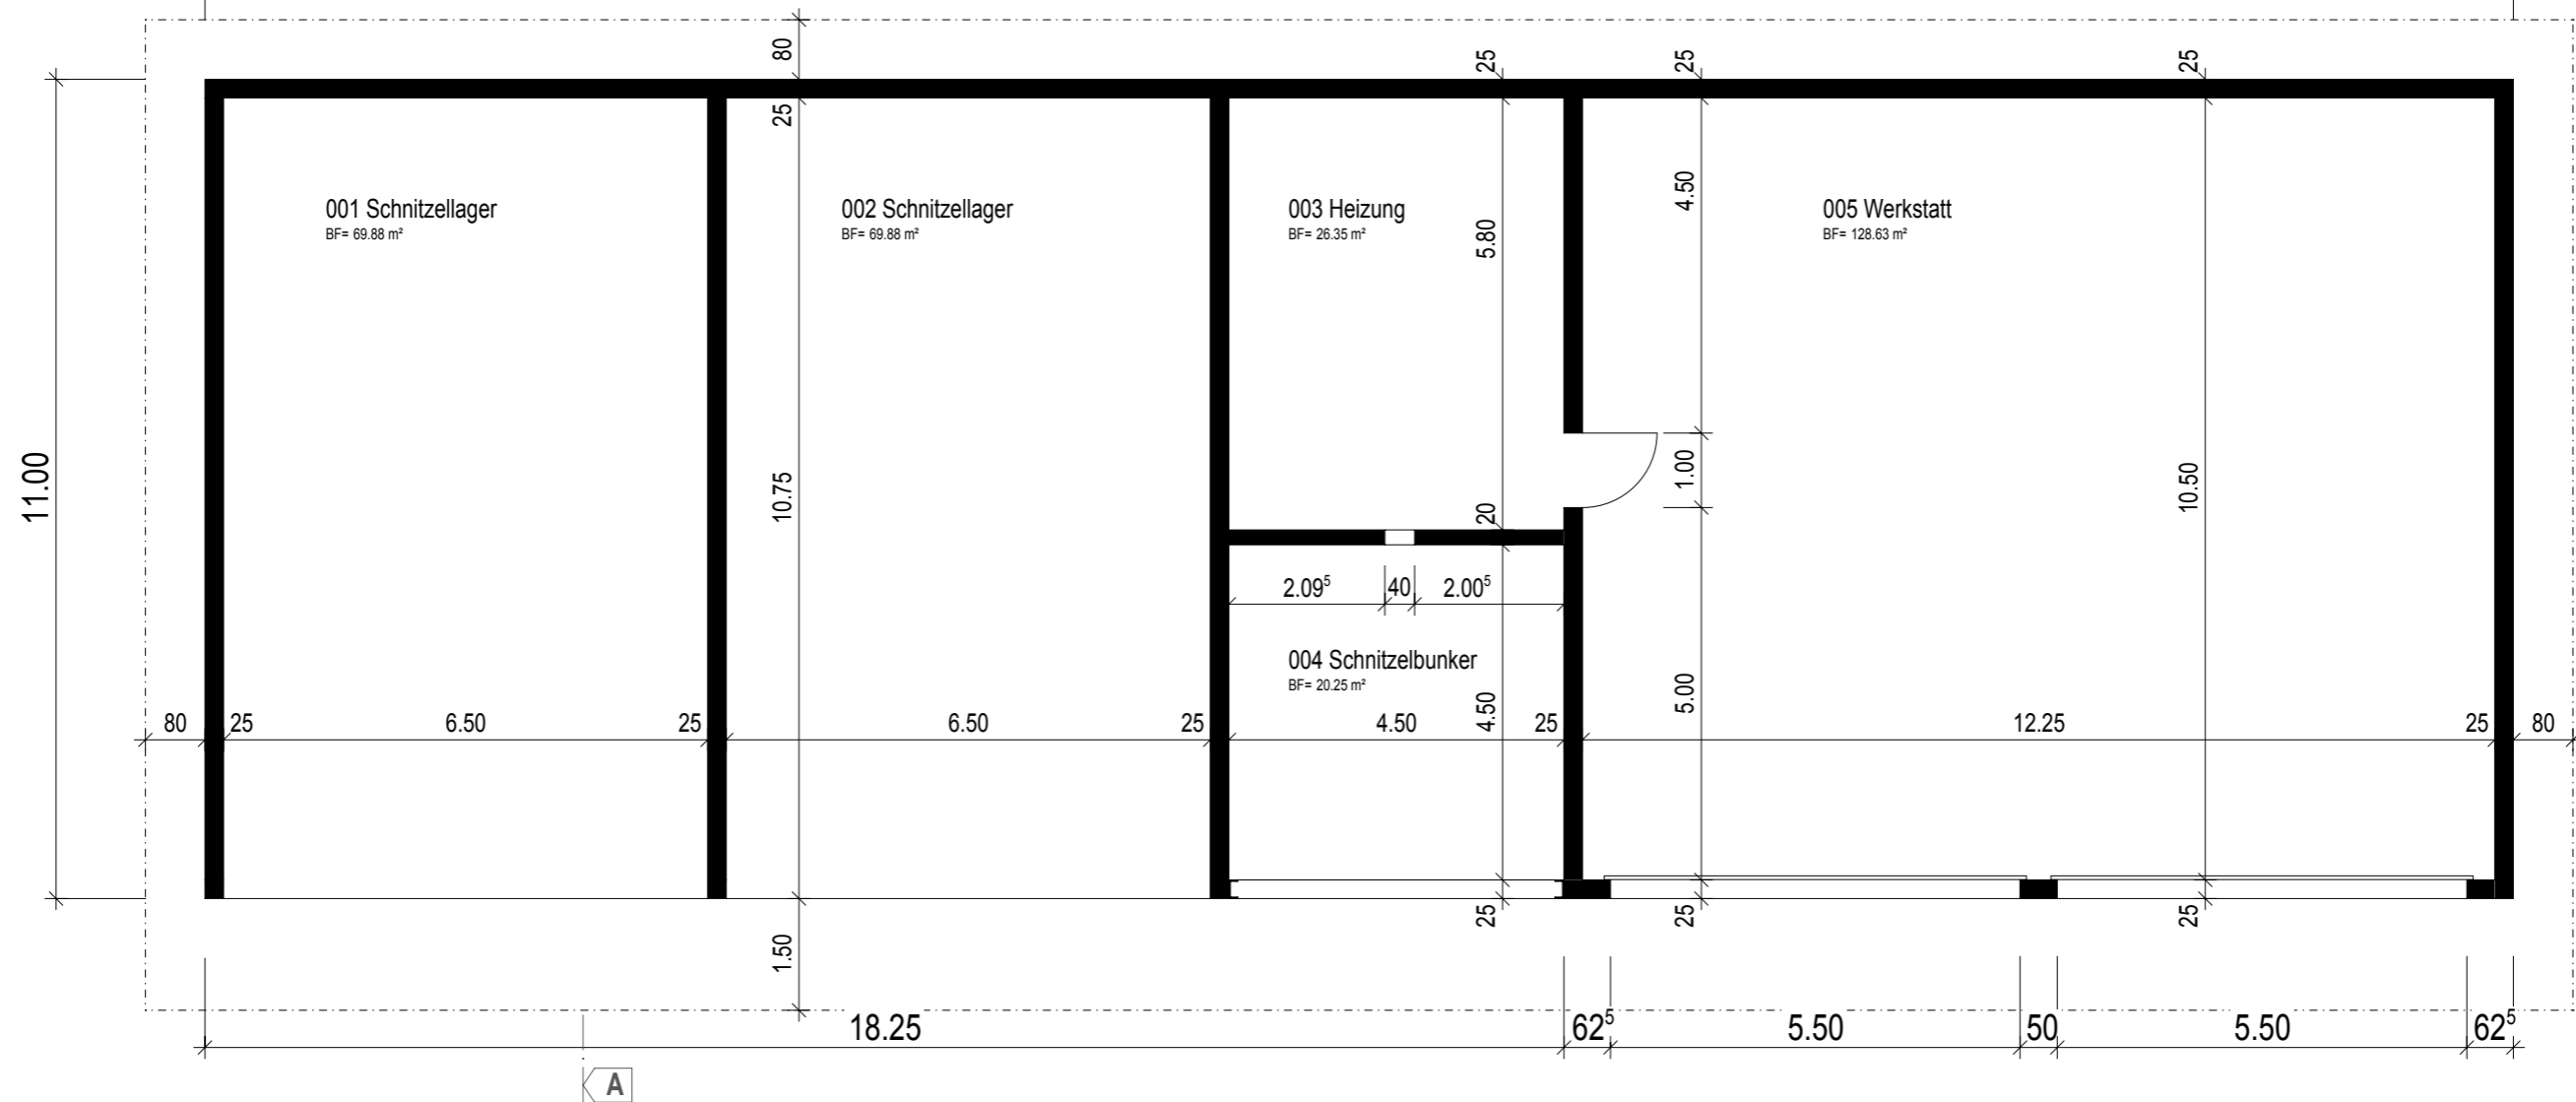 80
25
25
25
25
001 Schnitzellager
BF= 69.88 m²
002 Schnitzellager
BF= 69.88 m²
003 Heizung
BF= 26.35 m²
005 Werkstatt
BF= 128.63 m²
4.50
5.80
11.00
10.75
20
1.00
10.50
2.09⁵ 40 2.00⁵
004 Schnitzelbunker
BF= 20.25 m²
4.50
5.00
80 25 6.50 25 6.50 25 4.50 25 12.25 25 80
25
25
25
1.50
18.25 62⁵ 5.50 50 5.50 62⁵
A